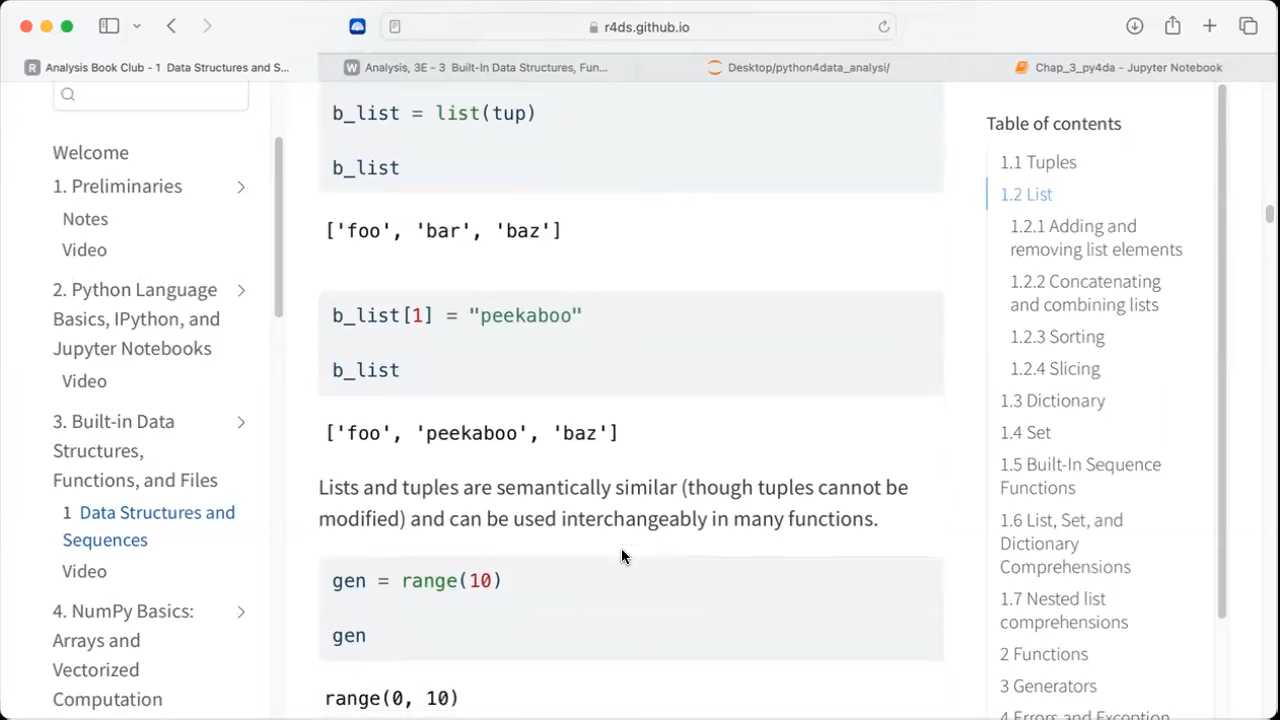 r4ds.github.io
R Analysis Book Club - 1 Data Structures and S...
W Analysis, 3E - 3 Built-In Data Structures, Fun...
Desktop/python4data_analysi/
Chap_3_py4da - Jupyter Notebook
Welcome
1. Preliminaries
Notes
Video
2. Python Language
Basics, IPython, and
Jupyter Notebooks
Video
3. Built-in Data
Structures,
Functions, and Files
1 Data Structures and
Sequences
Video
4. NumPy Basics:
Arrays and
Vectorized
Computation
b_list = list(tup)
b_list
['foo', 'bar', 'baz']
b_list[1] = "peekaboo"
b_list
['foo', 'peekaboo', 'baz']
Lists and tuples are semantically similar (though tuples cannot be
modified) and can be used interchangeably in many functions.
gen = range(10)
gen
range(0, 10)
Table of contents
1.1 Tuples
1.2 List
1.2.1 Adding and
removing list elements
1.2.2 Concatenating
and combining lists
1.2.3 Sorting
1.2.4 Slicing
1.3 Dictionary
1.4 Set
1.5 Built-In Sequence
Functions
1.6 List, Set, and
Dictionary
Comprehensions
1.7 Nested list
comprehensions
2 Functions
3 Generators
4 Errors and Exception